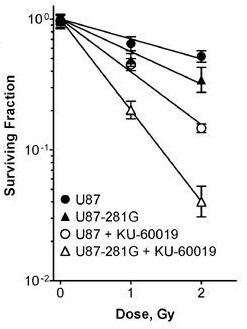 10⁰
10⁻¹
10⁻²
Surviving Fraction
U87
U87-281G
U87 + KU-60019
U87-281G + KU-60019
0
1
2
Dose, Gy